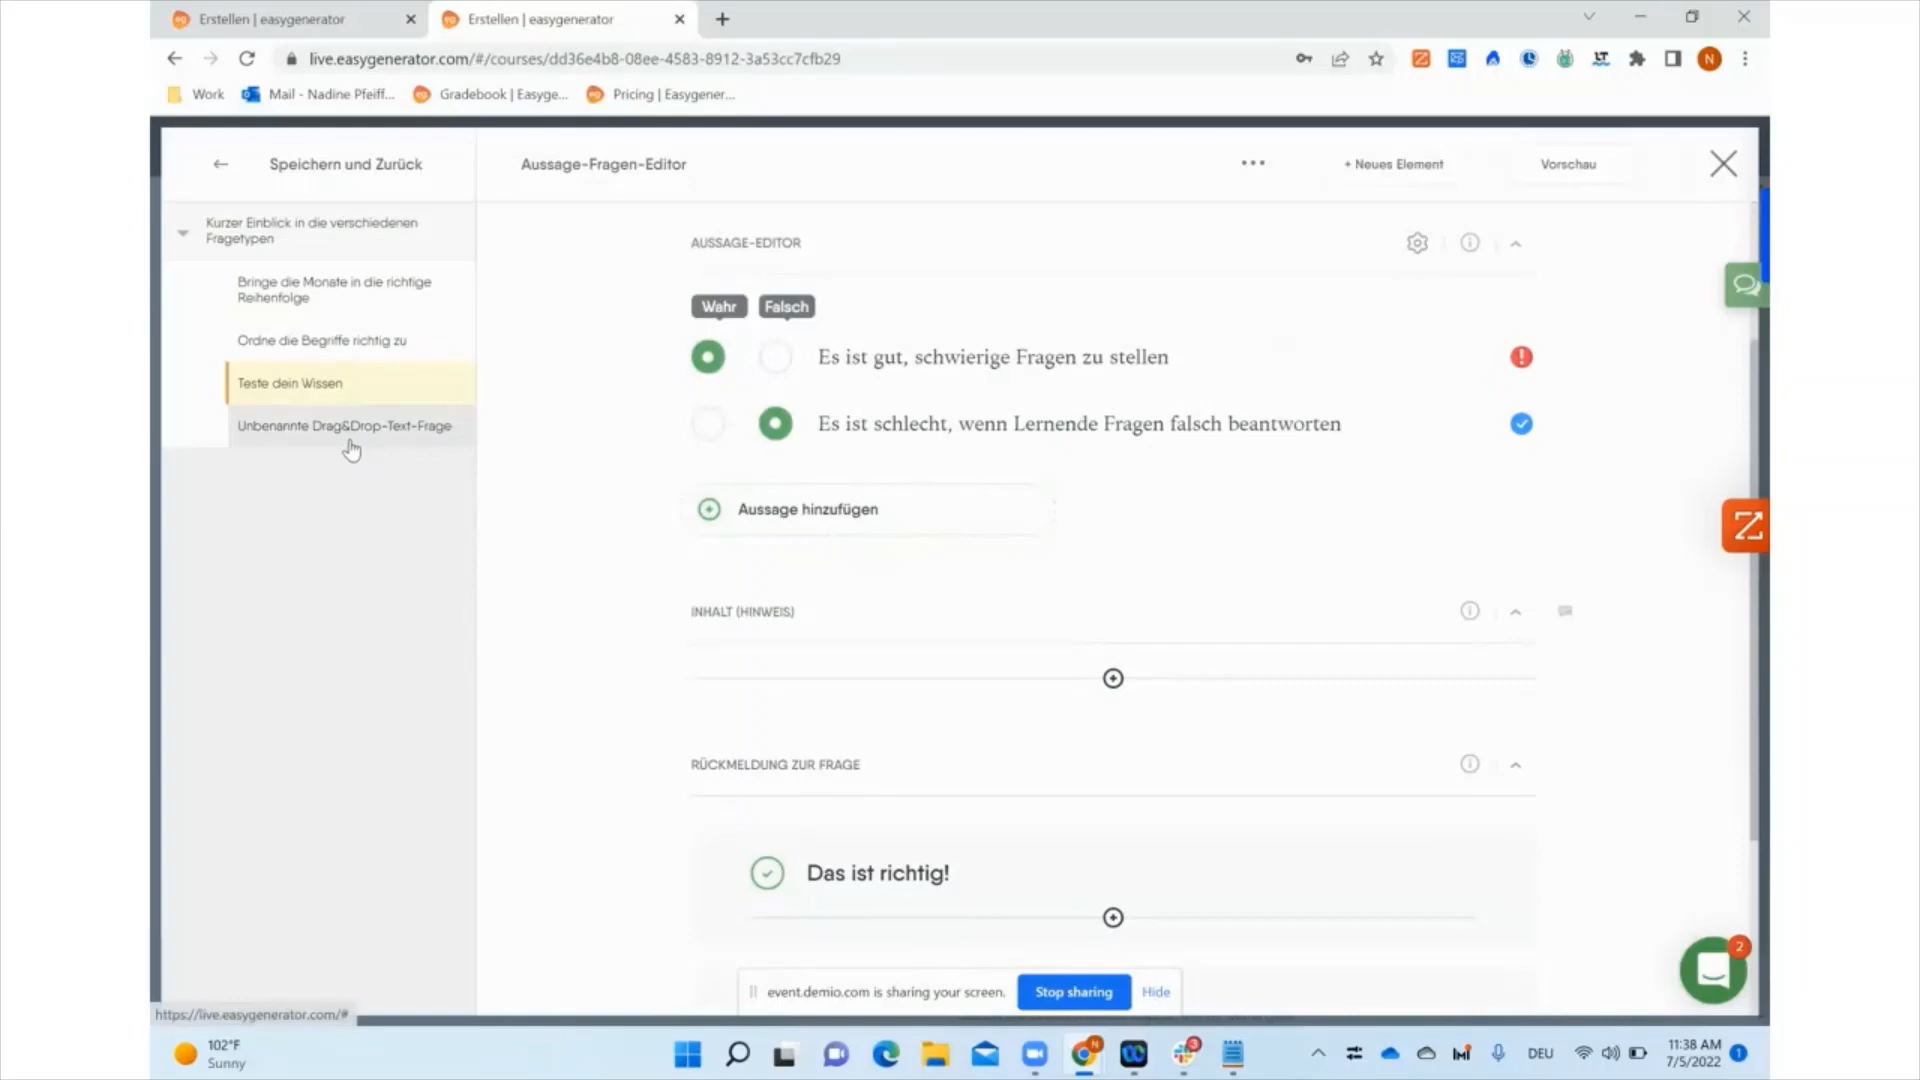 Erstellen | easygenerator
Erstellen | easygenerator
live.easygenerator.com/#/courses/dd36e4b8-08ee-4583-8912-3a53cc7cfb29
N
Work
Mail - Nadine Pfeiff...
Gradebook | Easyge...
Pricing | Easygener...
Speichern und Zurück
Aussage-Fragen-Editor
+ Neues Element
Vorschau
Kurzer Einblick in die verschiedenen
Fragetypen
Bringe die Monate in die richtige
Reihenfolge
Ordne die Begriffe richtig zu
Teste dein Wissen
Unbenannte Drag&Drop-Text-Frage
AUSSAGE-EDITOR
Wahr Falsch
Es ist gut, schwierige Fragen zu stellen
Es ist schlecht, wenn Lernende Fragen falsch beantworten
Aussage hinzufügen
INHALT (HINWEIS)
RÜCKMELDUNG ZUR FRAGE
Das ist richtig!
2
event.demio.com is sharing your screen.
Stop sharing
Hide
https://live.easygenerator.com/#
102°F
Sunny
DEU
11:38 AM
7/5/2022
1